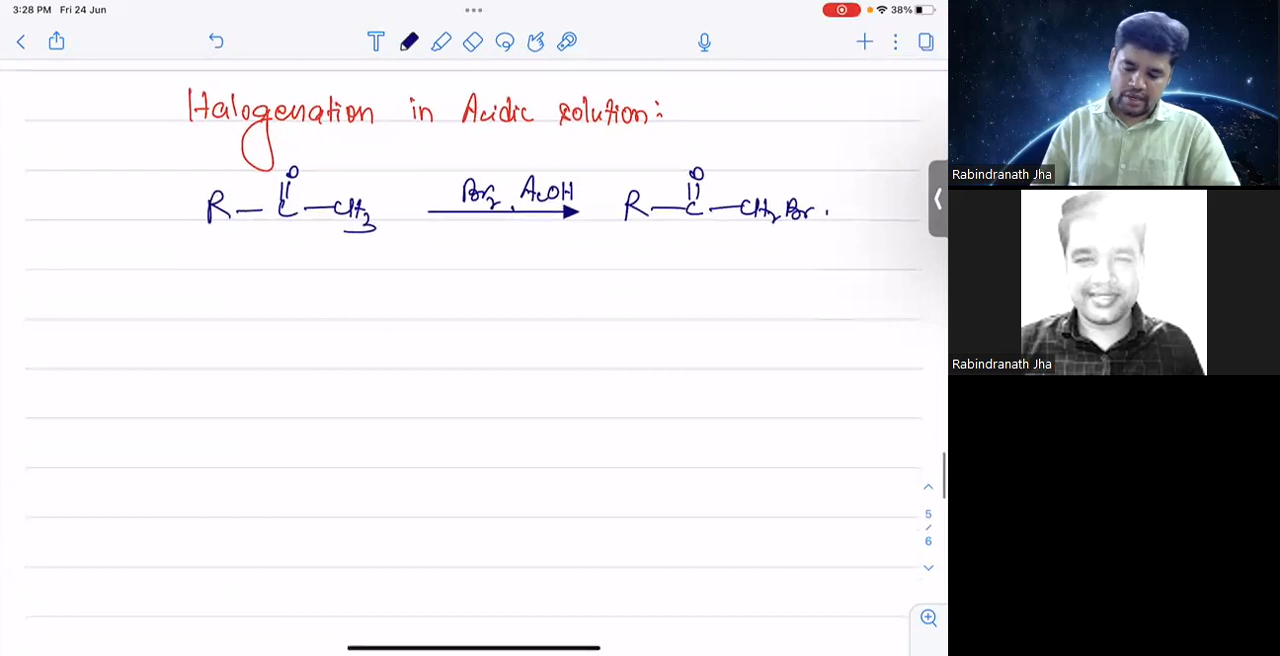 3:28 PM Fri 24 Jun
38%
T
Halogenation in Acidic solution:
O O
R—C—CH3 Br2, AcOH R—C—CH2Br.
Rabindranath Jha
Rabindranath Jha
5
/
6